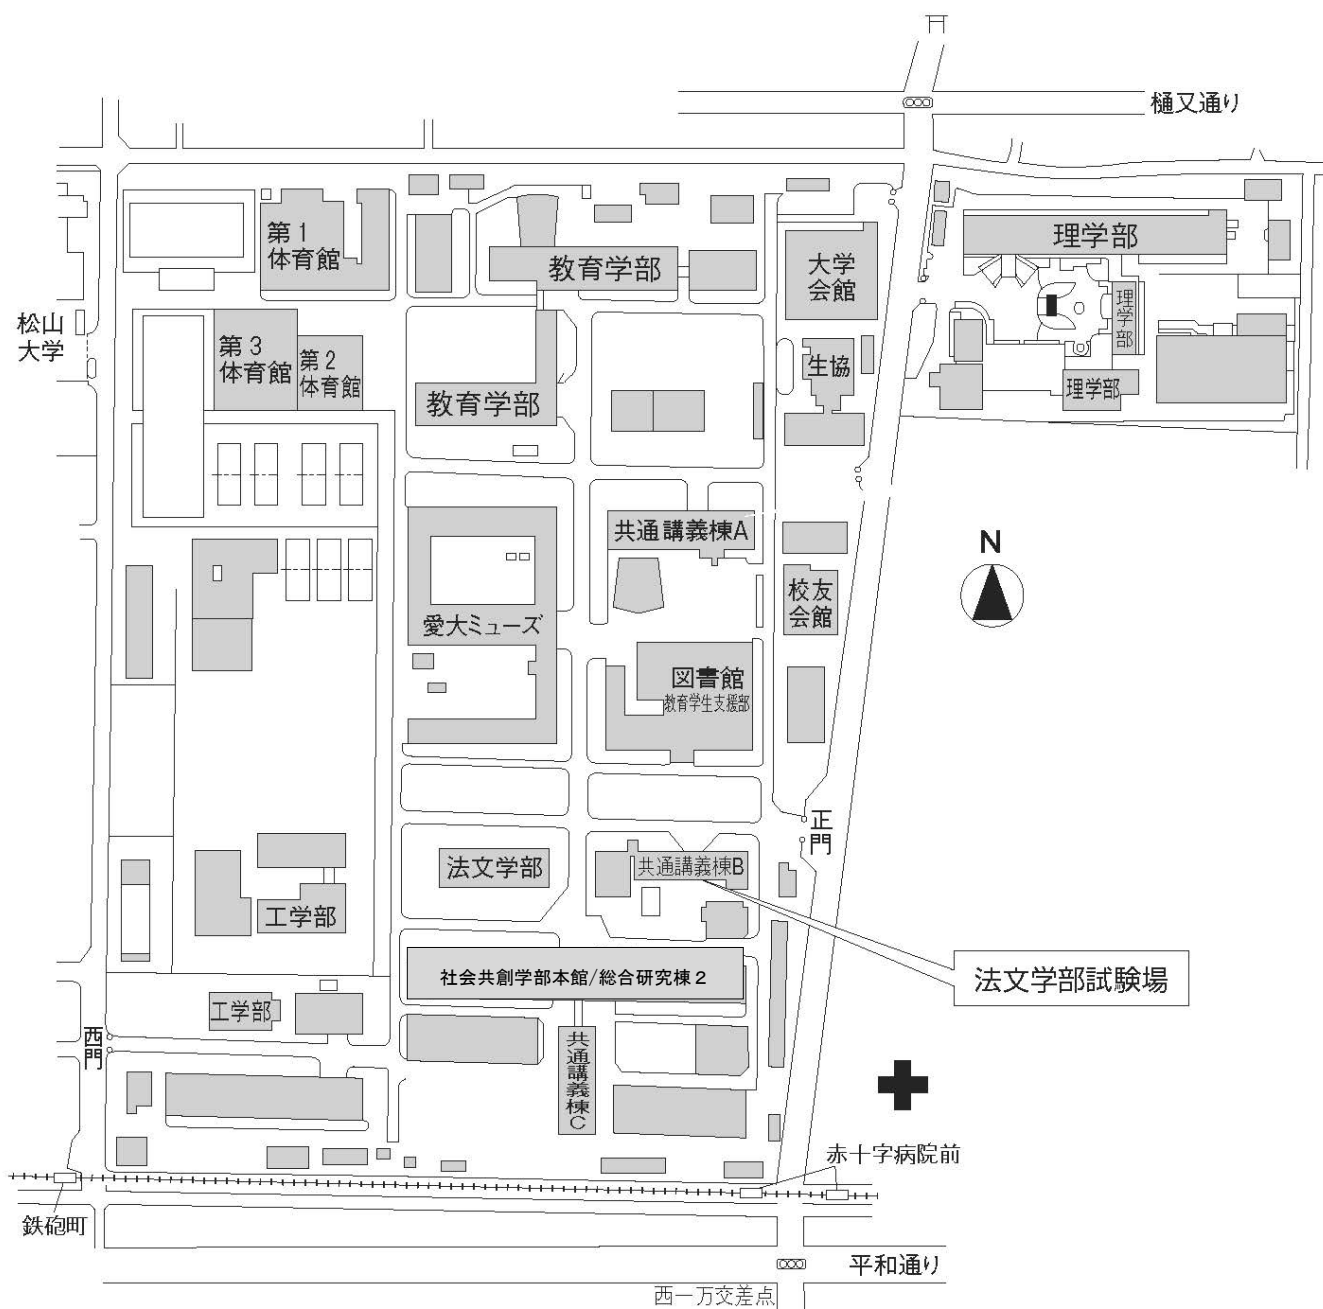 樋又通り
第1
体育館
教育学部
大学
会館
理学部
理学部
松山
大学
第3
体育館
第2
体育館
教育学部
生協
理学部
共通講義棟A
N
愛大ミューズ
校友
会館
図書館
教育学生支援部
正門
法文学部
共通講義棟B
工学部
社会共創学部本館/総合研究棟2
法文学部試験場
工学部
西門
共通講義棟C
赤十字病院前
鉄砲町
平和通り
西一万交差点